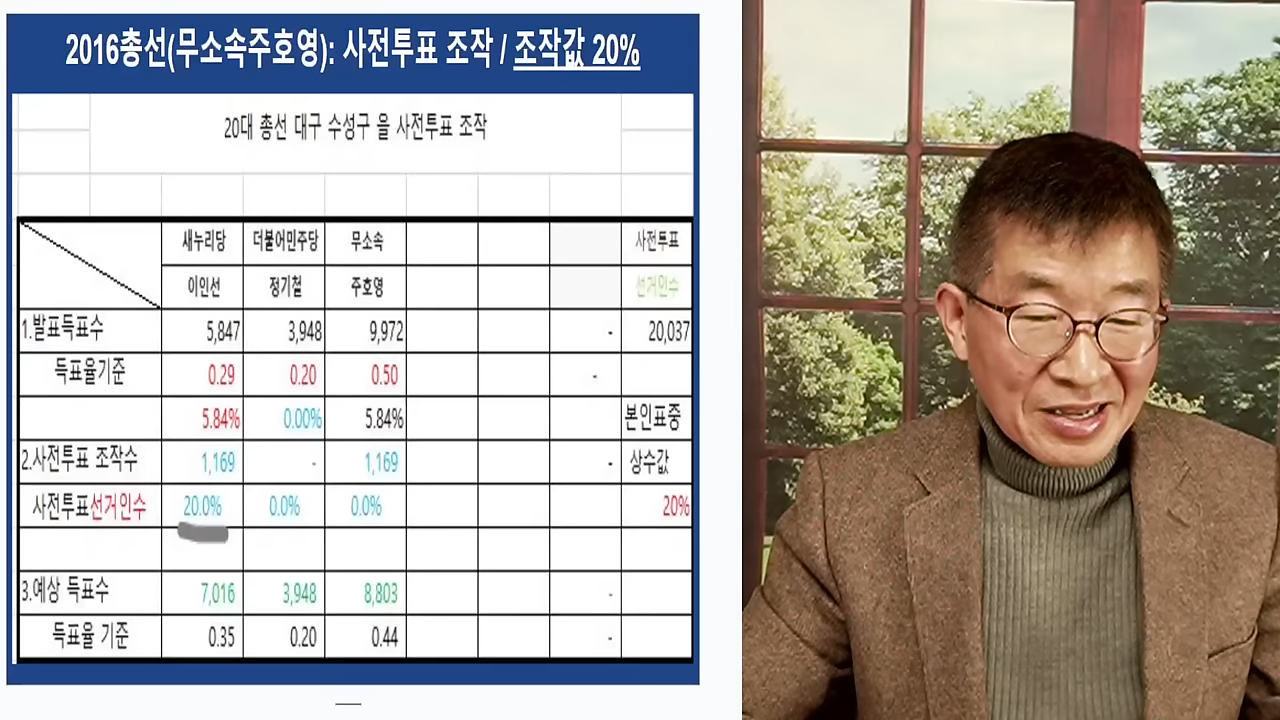 2016총선(무소속주호영): 사전투표 조작 / 조작값 20%
20대 총선 대구 수성구 을 사전투표 조작
새누리당 더불어민주당 무소속 사전투표
이인선 정기철 주호영 선거인수
1.발표득표수 5,847 3,948 9,972 - 20,037
득표율기준 0.29 0.20 0.50 -
5.84% 0.00% 5.84% 본인표중
2.사전투표 조작수 1,169 - 1,169 - 상수값
사전투표선거인수 20.0% 0.0% 0.0% 20%
3.예상 득표수 7,016 3,948 8,803 -
득표율 기준 0.35 0.20 0.44 -